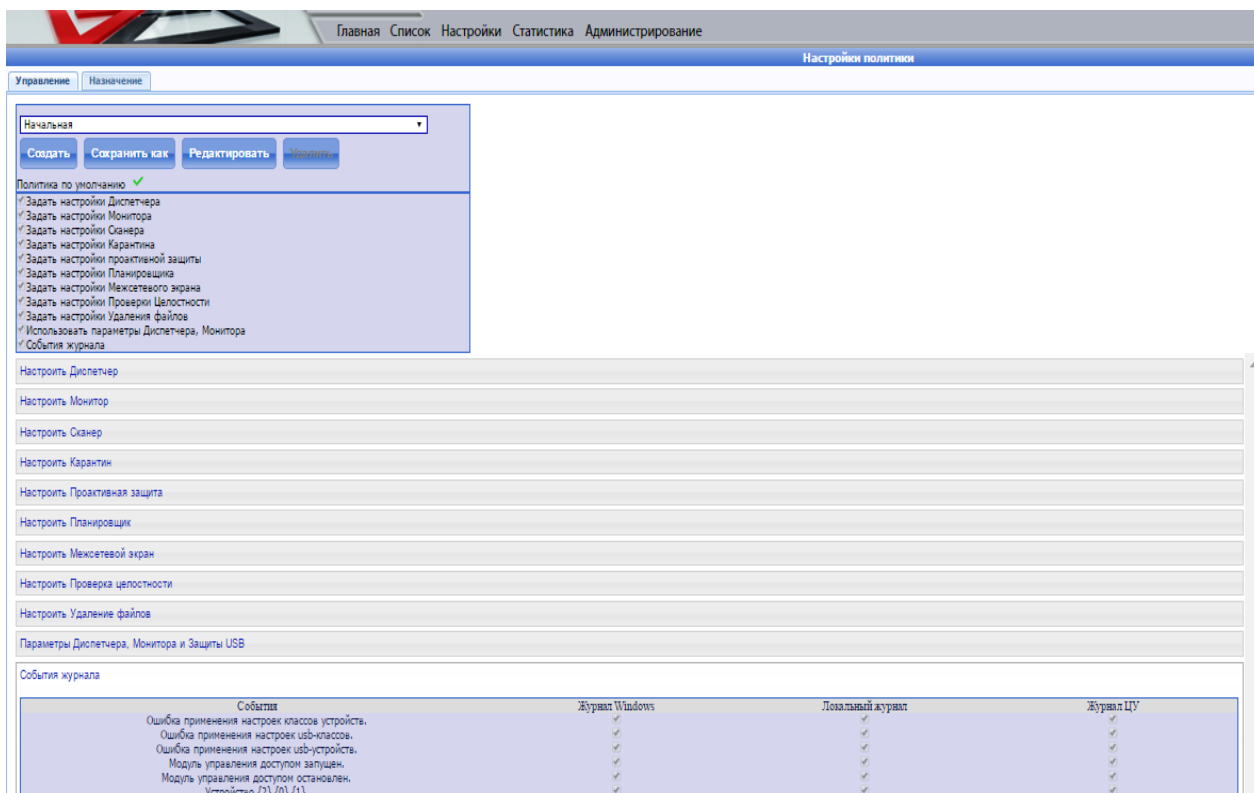 Главная Список Настройки Статистика Администрирование
Настройки политики
Управление Назначение
Начальная
Создать Сохранить как Редактировать Удалить
Политика по умолчанию
Задать настройки Диспетчера
Задать настройки Монитора
Задать настройки Сканера
Задать настройки Карантина
Задать настройки проактивной защиты
Задать настройки Планировщика
Задать настройки Межсетевого экрана
Задать настройки Проверки Целостности
Задать настройки Удаления файлов
Использовать параметры Диспетчера, Монитора
События журнала
Настроить Диспетчер
Настроить Монитор
Настроить Сканер
Настроить Карантин
Настроить Проактивная защита
Настроить Планировщик
Настроить Межсетевой экран
Настроить Проверка целостности
Настроить Удаление файлов
Параметры Диспетчера, Монитора и Защиты USB
События журнала
События Журнал Windows Локальный журнал Журнал ЦУ
Ошибка применения настроек классов устройств.
Ошибка применения настроек usb-классов.
Ошибка применения настроек usb-устройств.
Модуль управления доступом запущен.
Модуль управления доступом остановлен.
Устройство {2} {0} {1}